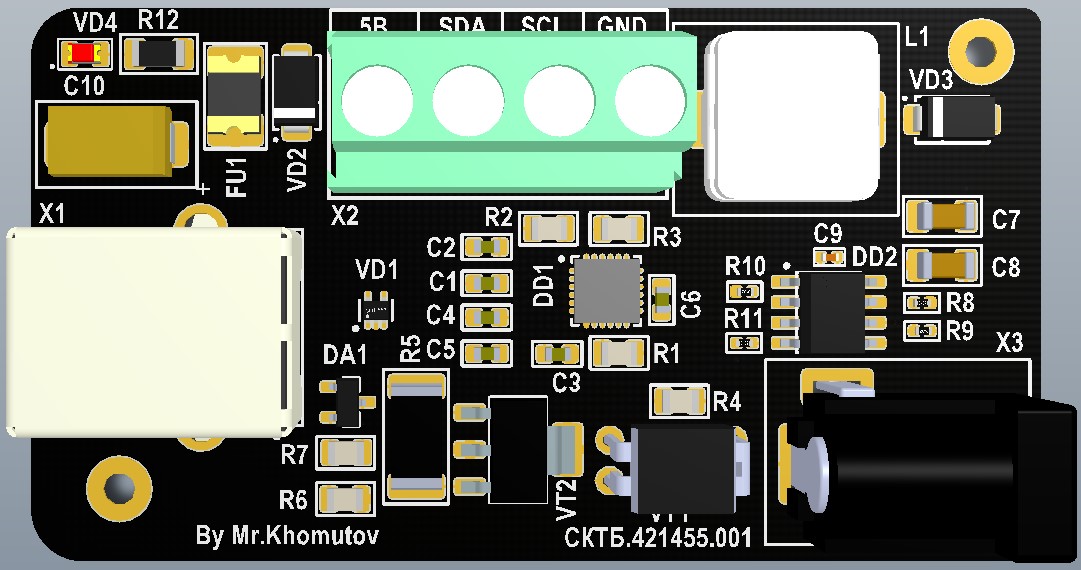 VD4
R12
5В
SDA
SCL
GND
L1
C10
VD3
FU1
VD2
+
X1
X2
R2
R3
C7
C2
C9
DD2
VD1
C1
DD1
R10
C8
C4
C6
R8
R11
R9
DA1
R5
C5
C3
R1
X3
R4
R7
R6
VT2
By Mr.Khomutov
СКТБ.421455.001